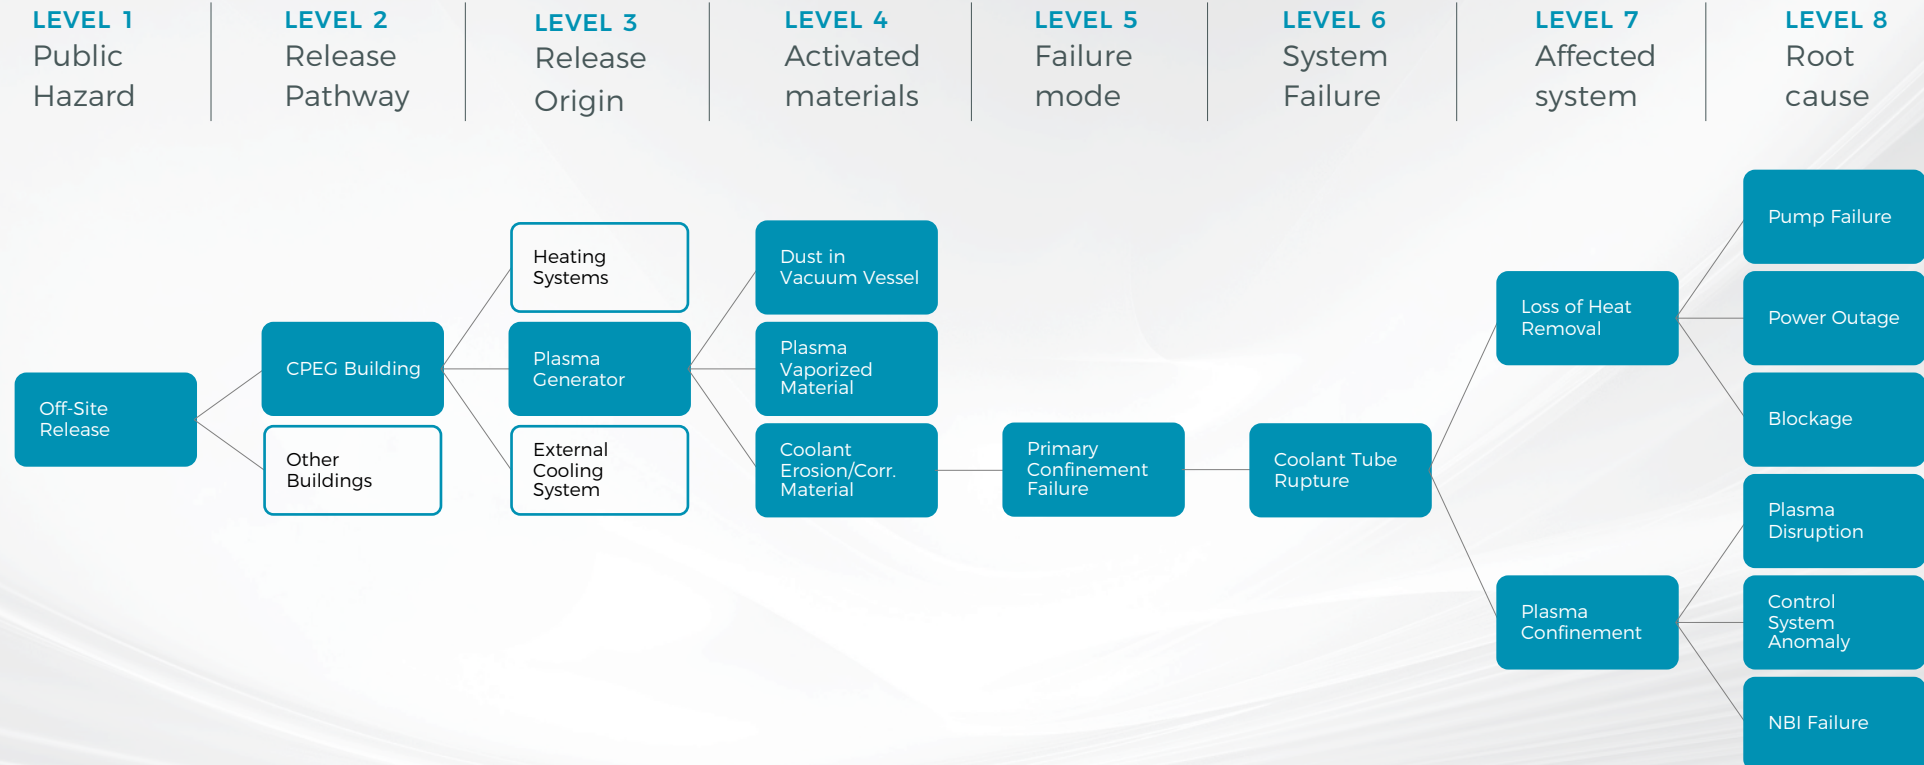 LEVEL 1
Public
Hazard
LEVEL 2
Release
Pathway
LEVEL 3
Release
Origin
LEVEL 4
Activated
materials
LEVEL 5
Failure
mode
LEVEL 6
System
Failure
LEVEL 7
Affected
system
LEVEL 8
Root
cause
Off-Site
Release
CPEG Building
Other
Buildings
Heating
Systems
Plasma
Generator
External
Cooling
System
Dust in
Vacuum Vessel
Plasma
Vaporized
Material
Coolant
Erosion/Corr.
Material
Primary
Confinement
Failure
Coolant Tube
Rupture
Loss of Heat
Removal
Plasma
Confinement
Pump Failure
Power Outage
Blockage
Plasma
Disruption
Control
System
Anomaly
NBI Failure